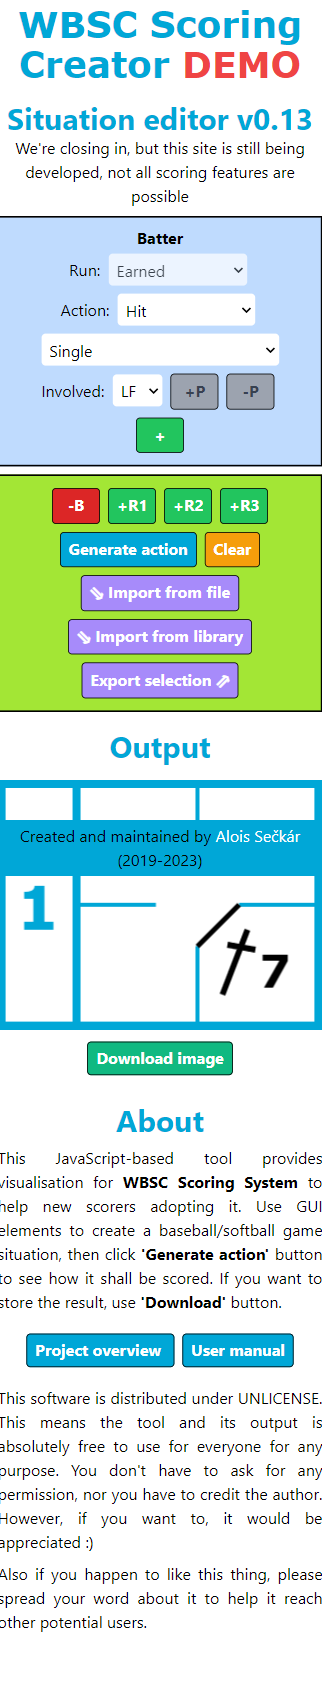 WBSC Scoring
Creator DEMO
Situation editor v0.13
We're closing in, but this site is still being
developed, not all scoring features are
possible
Batter
Run: Earned
Action: Hit
Single
Involved: LF +P -P
+
-B +R1 +R2 +R3
Generate action Clear
⇘ Import from file
⇘ Import from library
Export selection ⇗
Output
Created and maintained by Alois Sečkár
(2019-2023)
1
7
Download image
About
This JavaScript-based tool provides
visualisation for WBSC Scoring System to
help new scorers adopting it. Use GUI
elements to create a baseball/softball game
situation, then click 'Generate action' button
to see how it shall be scored. If you want to
store the result, use 'Download' button.
Project overview User manual
This software is distributed under UNLICENSE.
This means the tool and its output is
absolutely free to use for everyone for any
purpose. You don't have to ask for any
permission, nor you have to credit the author.
However, if you want to, it would be
appreciated :)
Also if you happen to like this thing, please
spread your word about it to help it reach
other potential users.